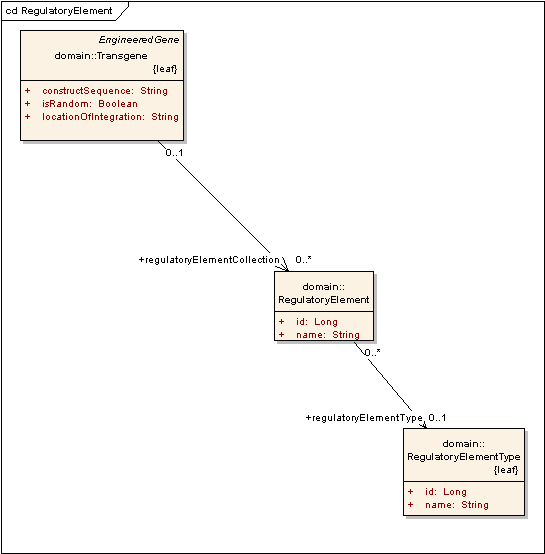 cd RegulatoryElement
EngineeredGene
domain::Transgene
{leaf}
+ constructSequence: String
+ isRandom: Boolean
+ locationOfIntegration: String
0..1
+regulatoryElementCollection 0..*
domain::
RegulatoryElement
+ id: Long
+ name: String
0..*
+regulatoryElementType 0..1
domain::
RegulatoryElementType
{leaf}
+ id: Long
+ name: String